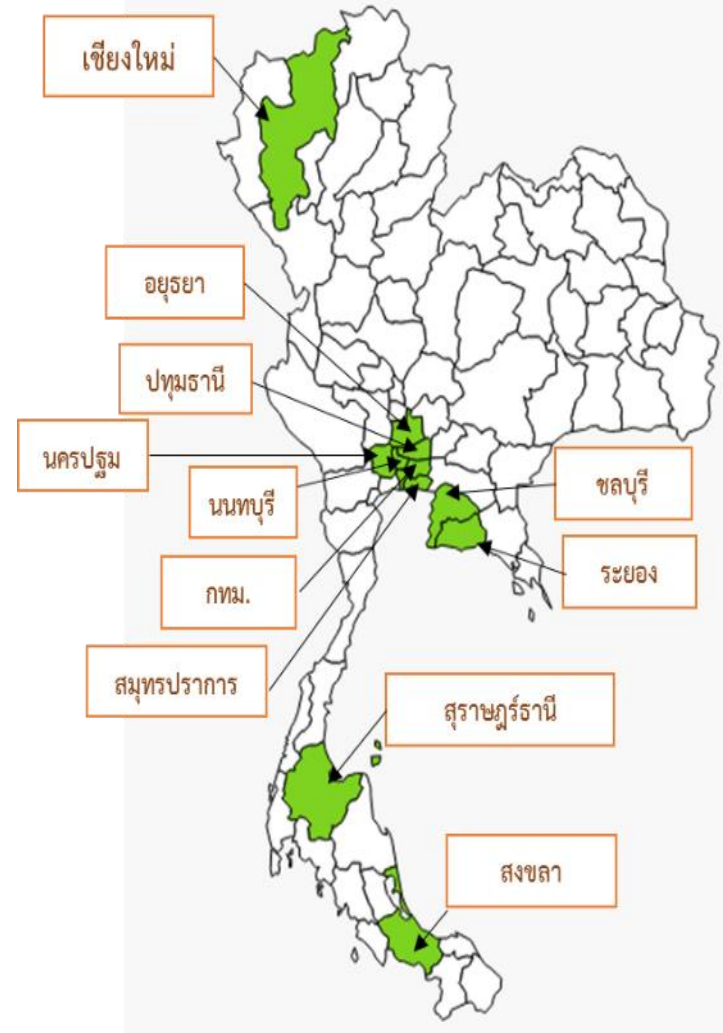 เชียงใหม่
อยุธยา
ปทุมธานี
นครปฐม
นนทบุรี
ชลบุรี
กทม.
ระยอง
สมุทรปราการ
สุราษฎร์ธานี
สงขลา